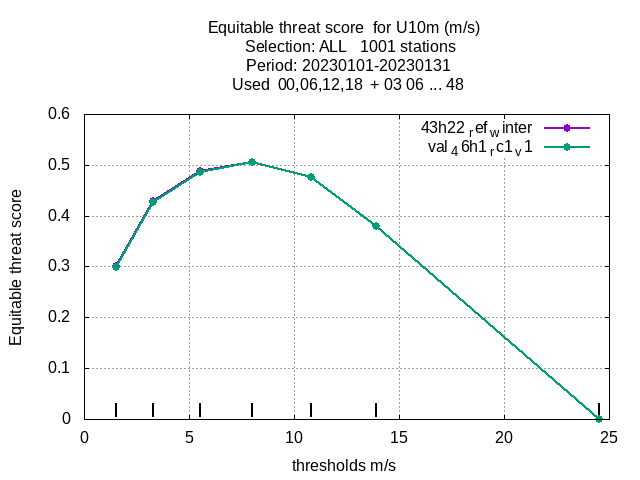 Equitable threat score  for U10m (m/s)
Selection: ALL   1001 stations
Period: 20230101-20230131
Used  00,06,12,18  + 03 06 ... 48
43h22 ref winter
val 4 6h1 r c1 v 1
0.6
0.5
0.4
0.3
0.2
0.1
0
Equitable threat score
0 5 10 15 20 25
thresholds m/s